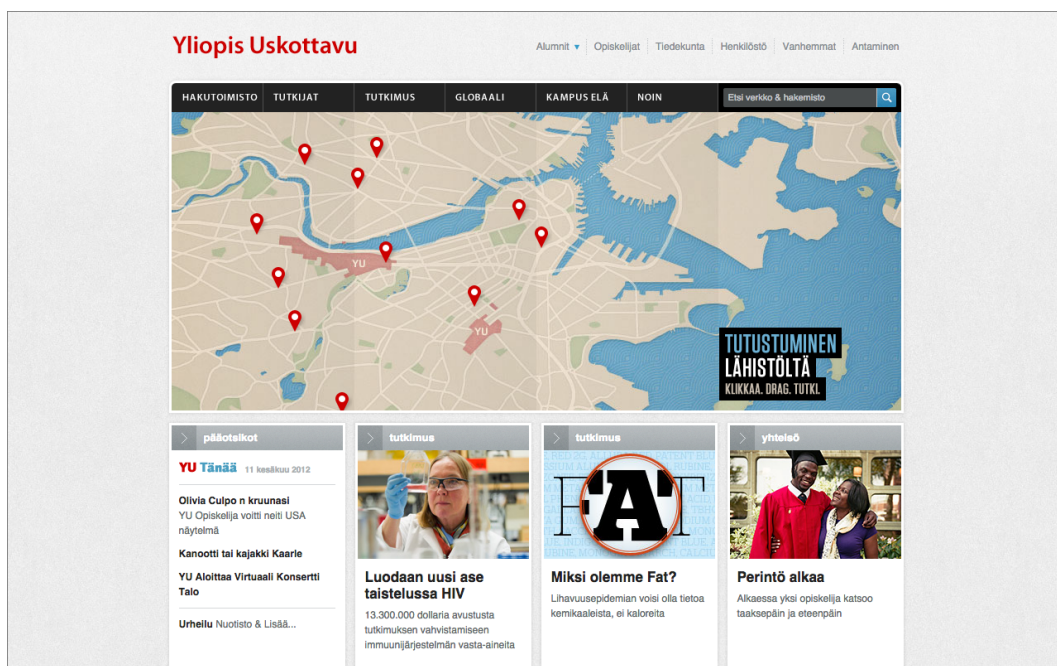 Yliopis Uskottavu
Alumnit Opiskelijat Tiedekunta Henkilöstö Vanhemmat Antaminen
HAKUTOIMISTO TUTKIJAT TUTKIMUS GLOBAALI KAMPUS ELÄ NOIN
Etsi verkko & hakemisto
YU
YU
TUTUSTUMINEN
LÄHISTÖLTÄ
KLIKKAA. DRAG. TUTKI.
pääotsikot
YU Tänää 11 kesäkuu 2012
Olivia Culpo n kruunasi
YU Opiskelija voitti neiti USA
näytelmä
Kanootti tai kajakki Kaarle
YU Aloittaa Virtuaali Konsertti
Talo
Urheilu Nuotisto & Lisää...
tutkimus
Luodaan uusi ase
taistelussa HIV
13.300.000 dollaria avustusta
tutkimuksen vahvistamiseen
immuunijärjestelmän vasta-aineita
tutkimus
FAT
Miksi olemme Fat?
Lihavuusepidemian voisi olla tietoa
kemikaaleista, ei kaloreita
yhteisö
Perintö alkaa
Alkaessa yksi opiskelija katsoo
taaksepäin ja eteenpäin